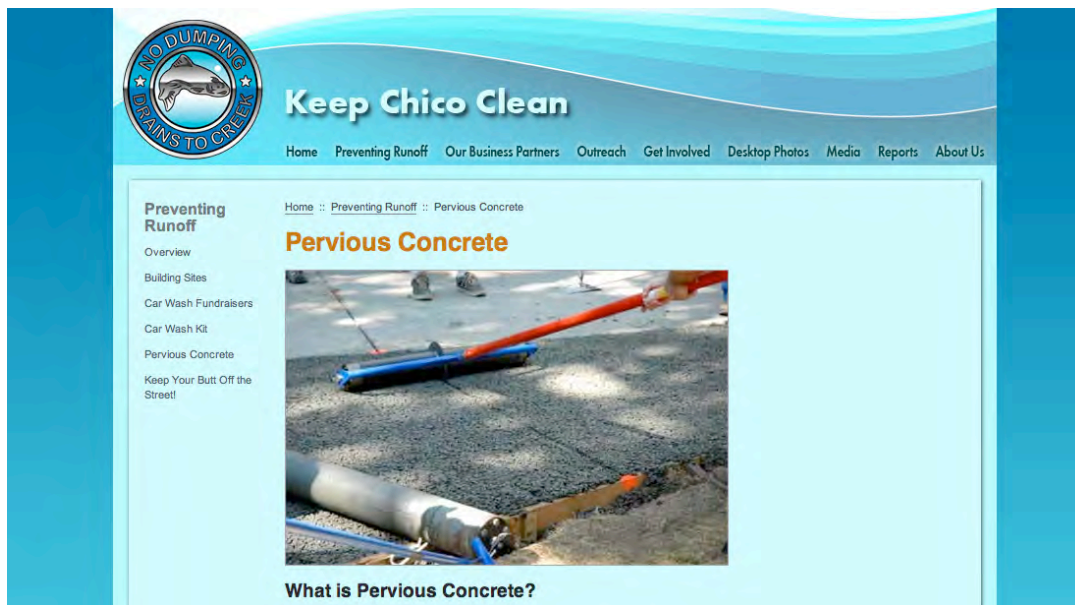 NO DUMPING
DRAINS TO CREEK
Keep Chico Clean
Home Preventing Runoff Our Business Partners Outreach Get Involved Desktop Photos Media Reports About Us
Preventing
Runoff
Overview
Building Sites
Car Wash Fundraisers
Car Wash Kit
Pervious Concrete
Keep Your Butt Off the
Street!
Home :: Preventing Runoff :: Pervious Concrete
Pervious Concrete
What is Pervious Concrete?